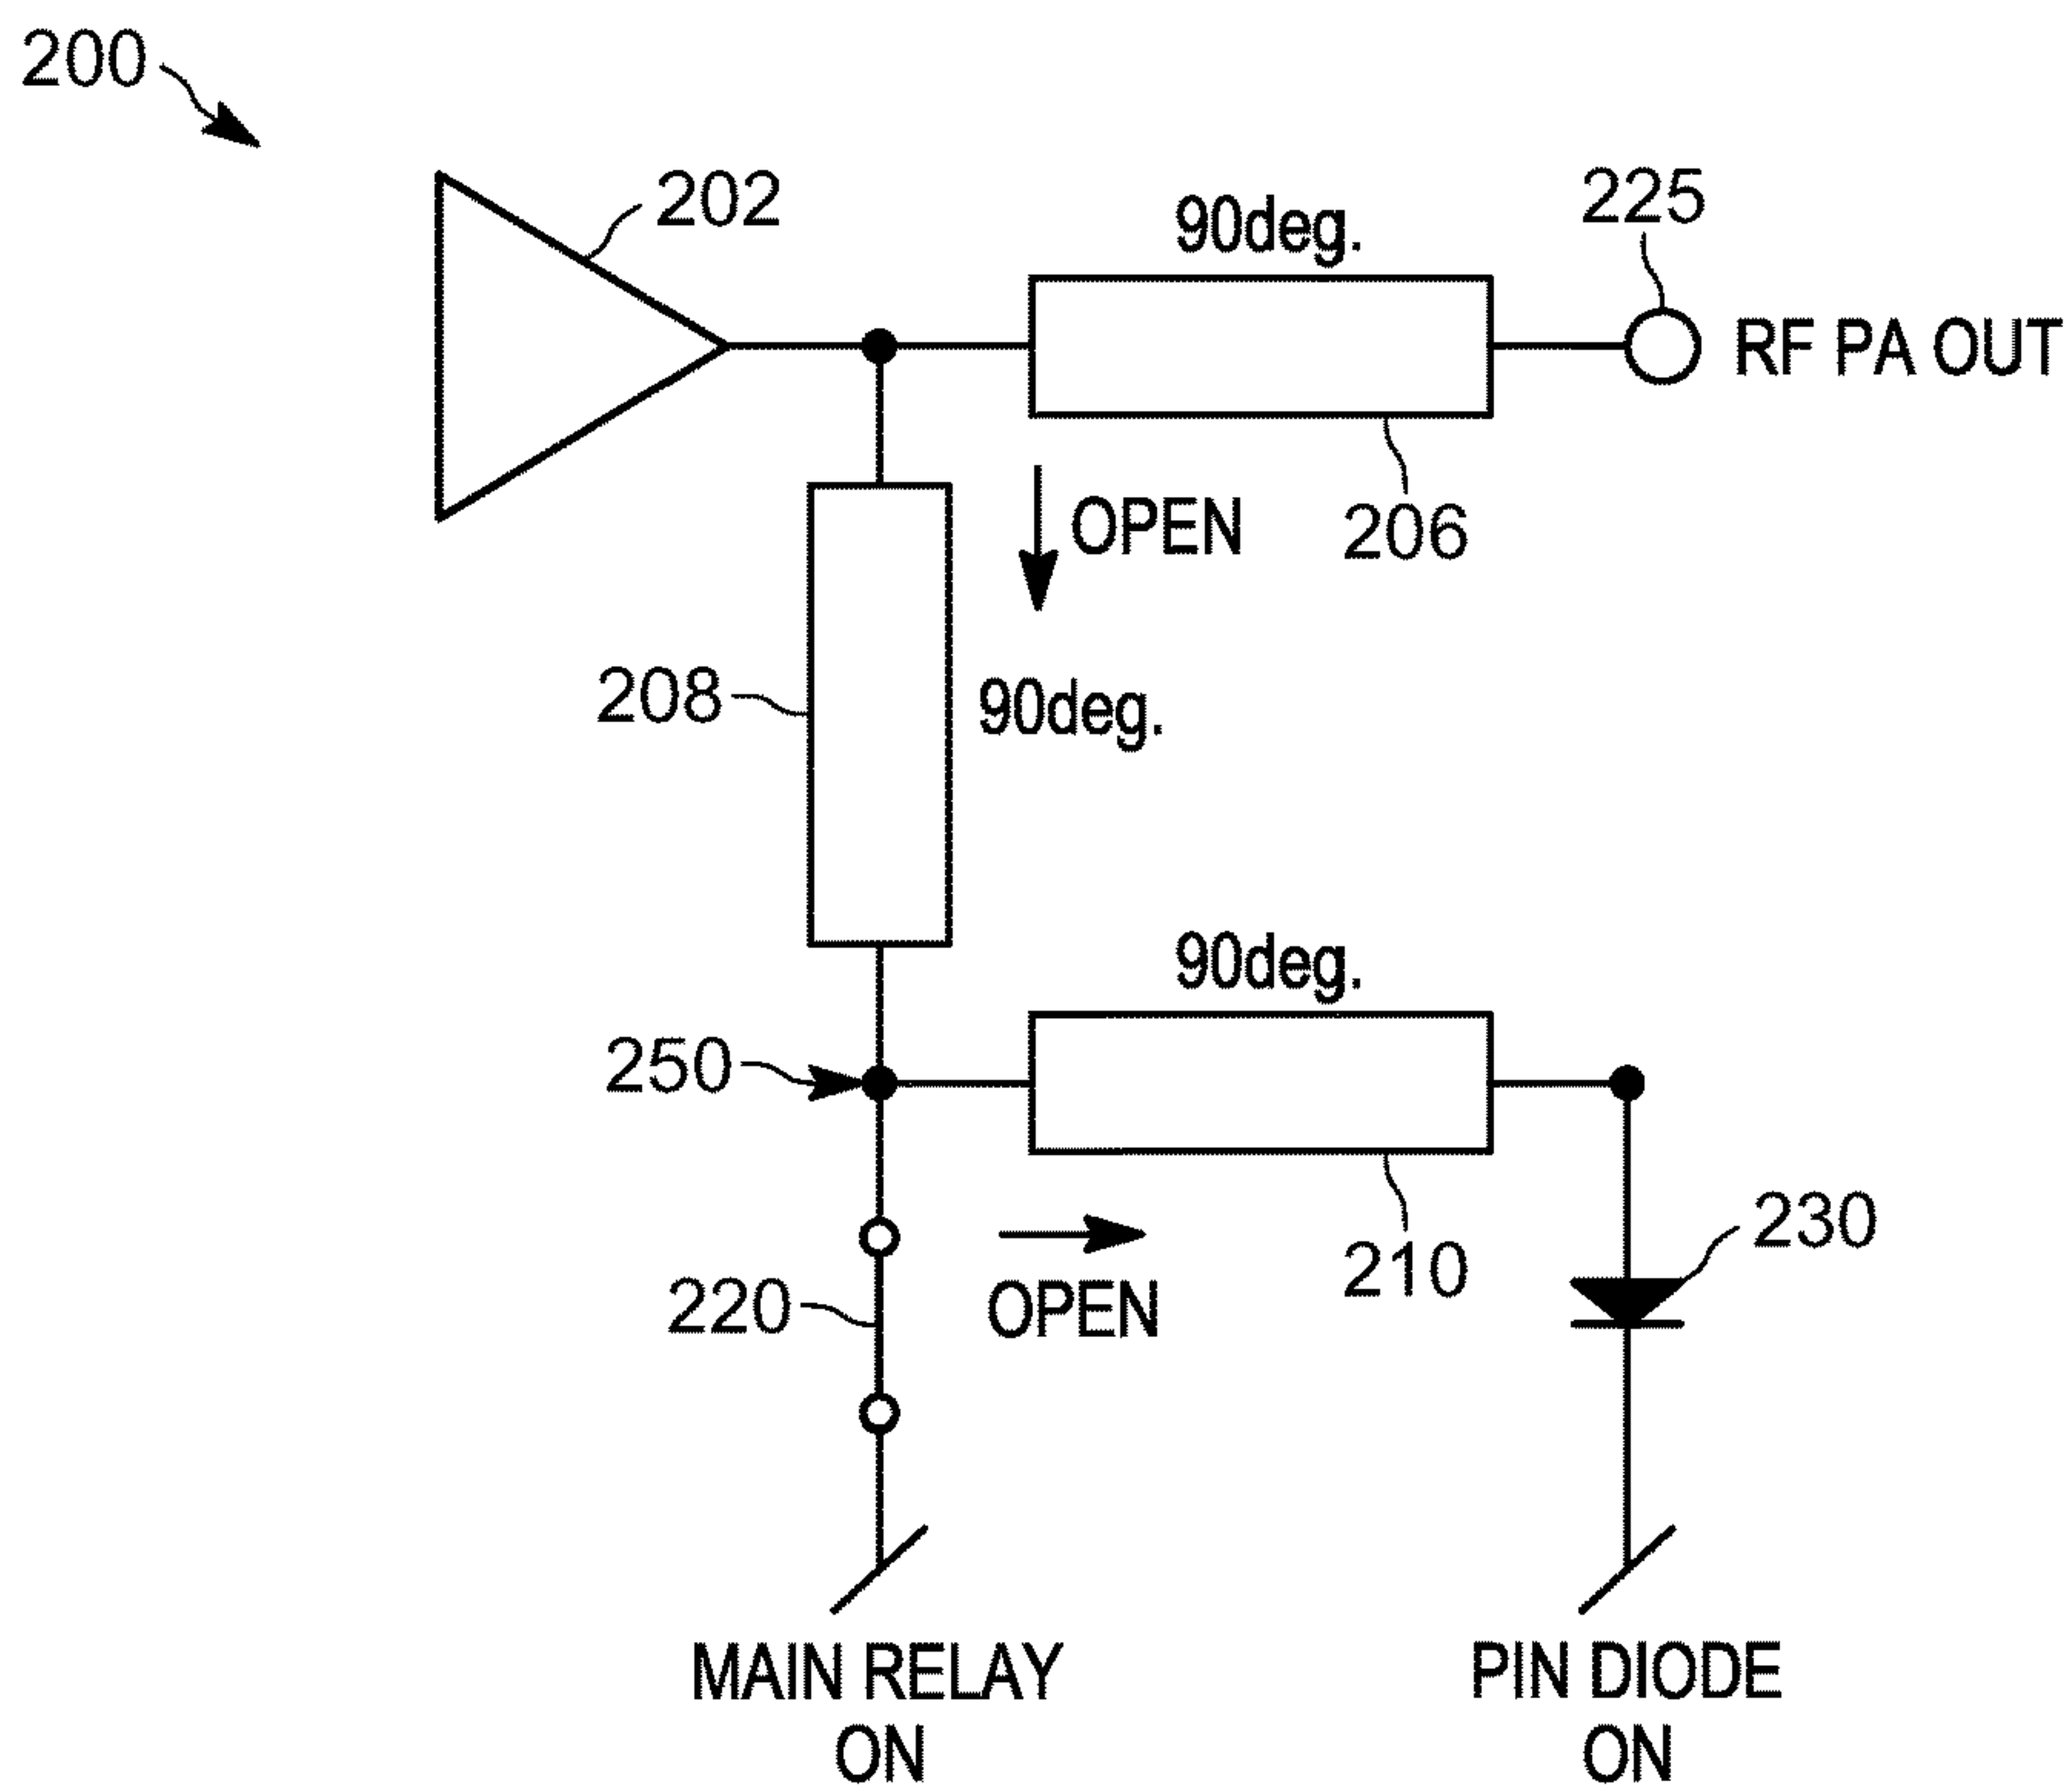 200
202
90deg.
225
RF PA OUT
OPEN
206
208
90deg.
90deg.
250
210
230
220
OPEN
MAIN RELAY
ON
PIN DIODE
ON